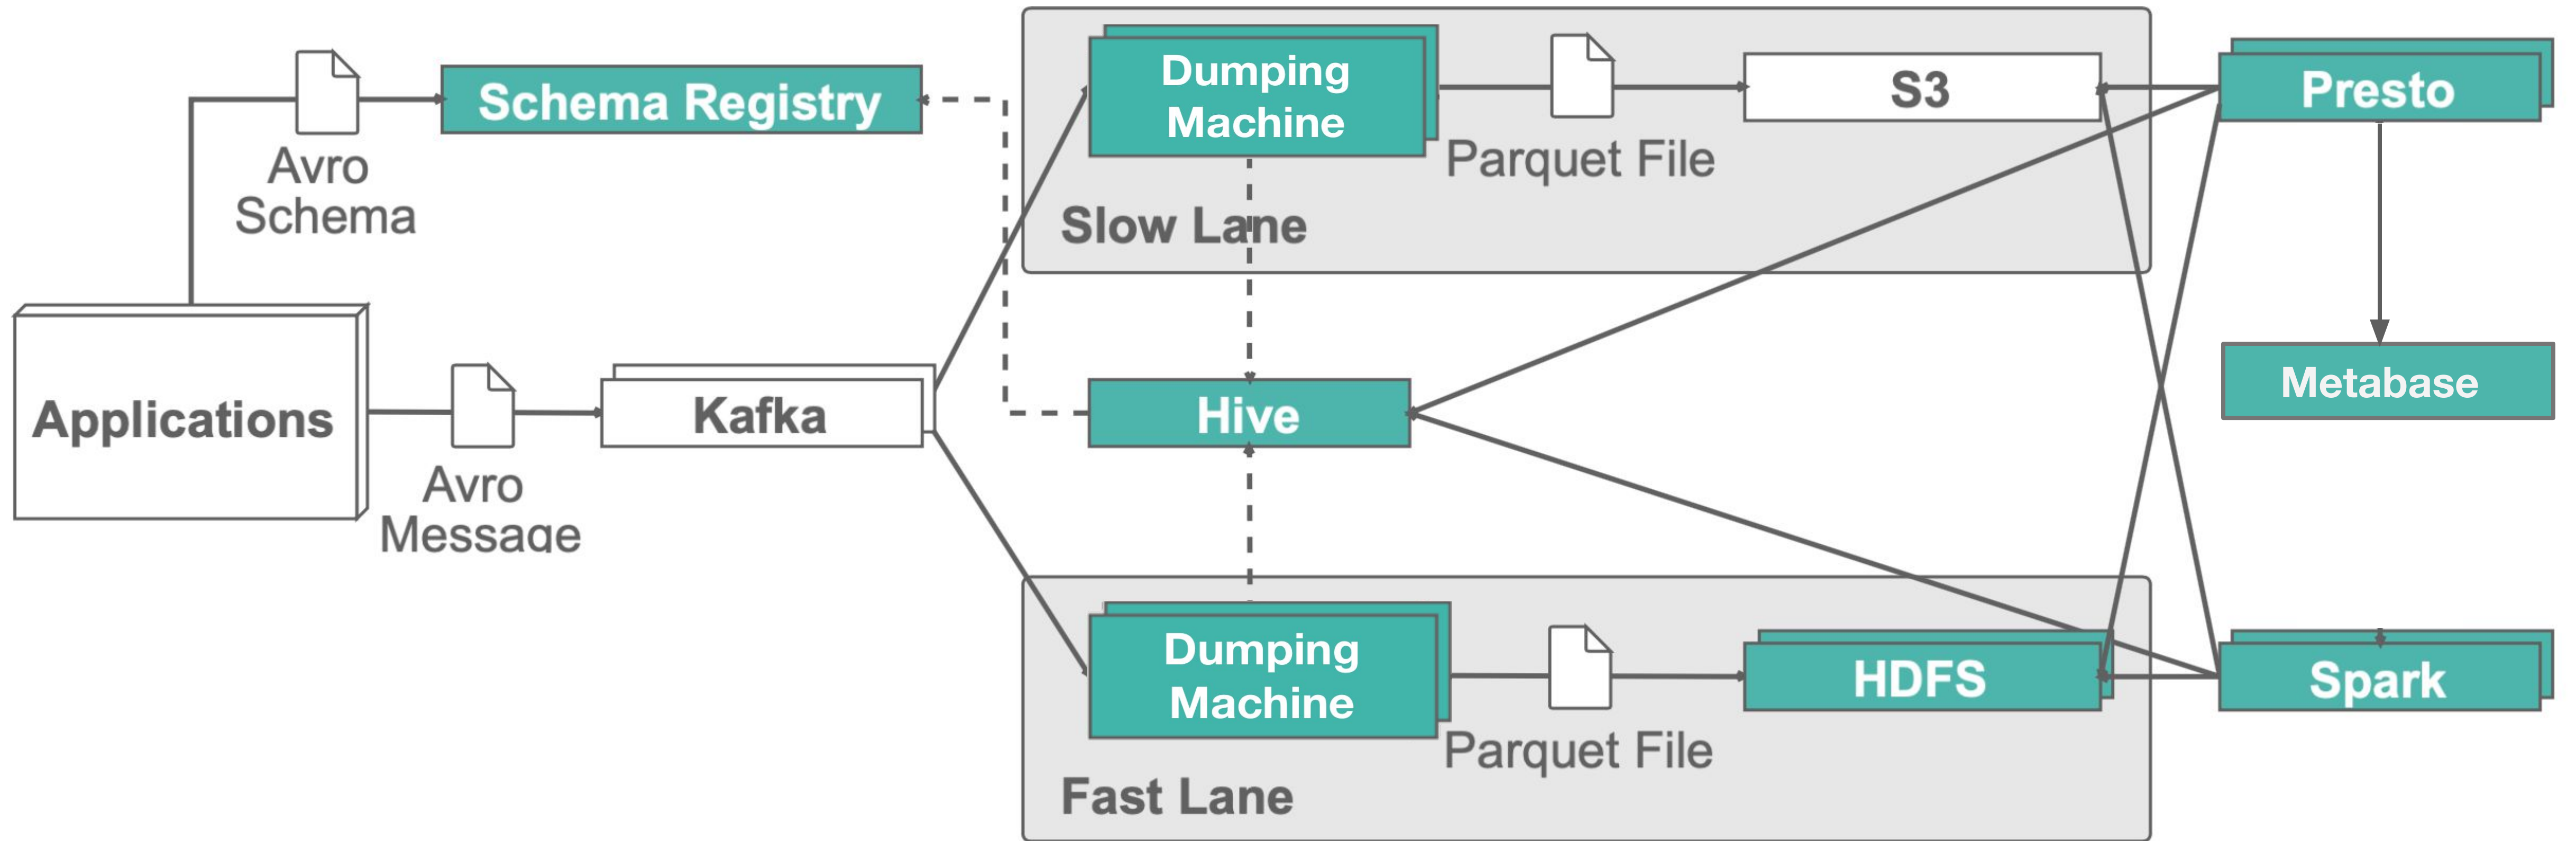 Avro
Schema
Schema Registry
Applications
Avro
Message
Kafka
Dumping
Machine
Parquet File
S3
Slow Lane
Hive
Dumping
Machine
Parquet File
HDFS
Fast Lane
Presto
Metabase
Spark